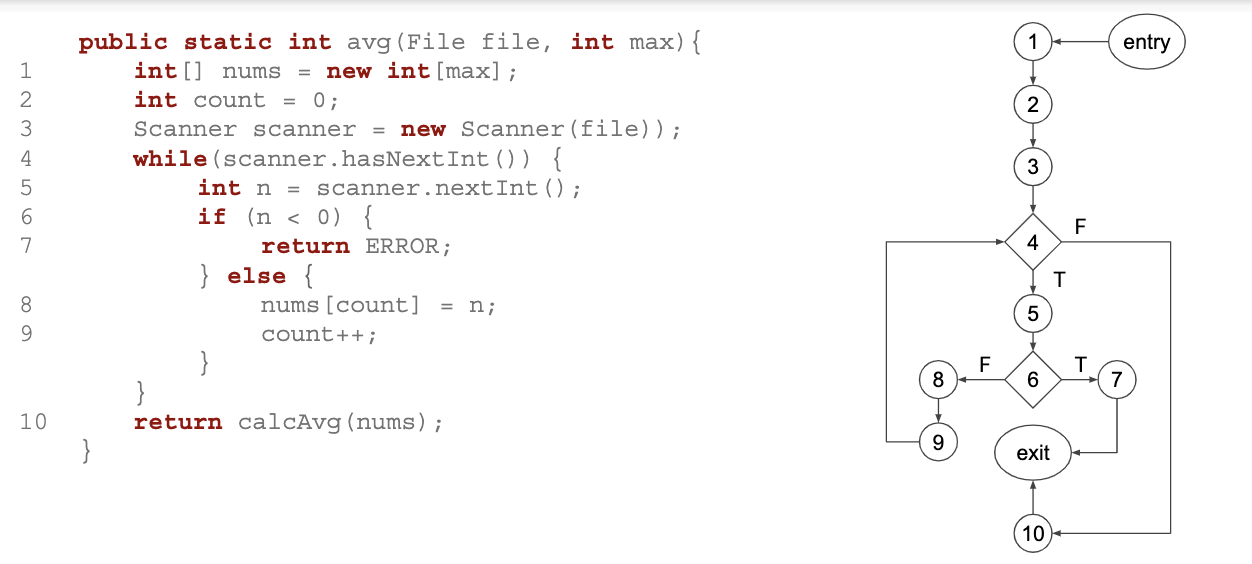 public static int avg(File file, int max){
1 int[] nums = new int[max];
2 int count = 0;
3 Scanner scanner = new Scanner(file));
4 while(scanner.hasNextInt()) {
5 int n = scanner.nextInt();
6 if (n < 0) {
7 return ERROR;
} else {
8 nums[count] = n;
9 count++;
}
}
10 return calcAvg(nums);
}
1 entry
2
3
4 F
T
5
F T
8 6 7
9 exit
10